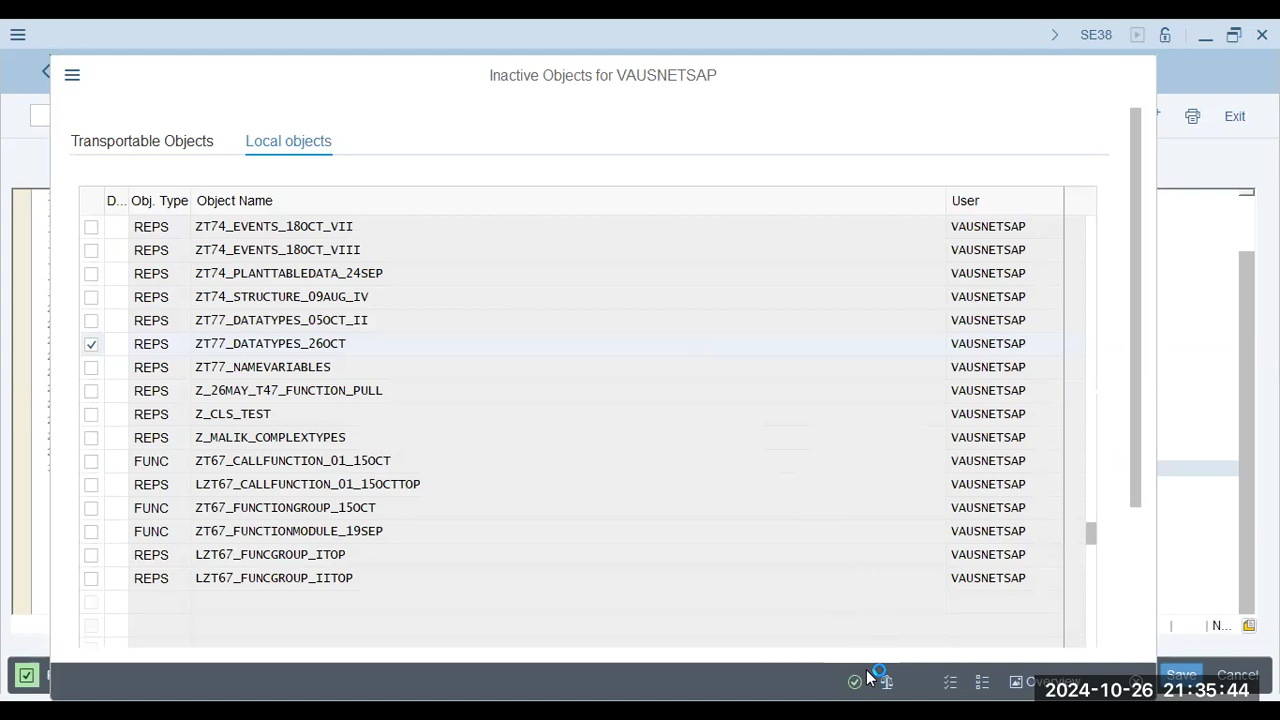 SE38
Inactive Objects for VAUSNETSAP
Exit
Transportable Objects Local objects
D... Obj. Type Object Name User
REPS ZT74_EVENTS_18OCT_VII VAUSNETSAP
REPS ZT74_EVENTS_18OCT_VIII VAUSNETSAP
REPS ZT74_PLANTTABLEDATA_24SEP VAUSNETSAP
REPS ZT74_STRUCTURE_09AUG_IV VAUSNETSAP
REPS ZT77_DATATYPES_05OCT_II VAUSNETSAP
REPS ZT77_DATATYPES_26OCT VAUSNETSAP
REPS ZT77_NAMEVARIABLES VAUSNETSAP
REPS Z_26MAY_T47_FUNCTION_PULL VAUSNETSAP
REPS Z_CLS_TEST VAUSNETSAP
REPS Z_MALIK_COMPLEXTYPES VAUSNETSAP
FUNC ZT67_CALLFUNCTION_01_15OCT VAUSNETSAP
REPS LZT67_CALLFUNCTION_01_15OCTTOP VAUSNETSAP
FUNC ZT67_FUNCTIONGROUP_15OCT VAUSNETSAP
FUNC ZT67_FUNCTIONMODULE_19SEP VAUSNETSAP
REPS LZT67_FUNCGROUP_ITOP VAUSNETSAP
REPS LZT67_FUNCGROUP_IITOP VAUSNETSAP
N...
Overview Save Cancel
2024-10-26 21:35:44